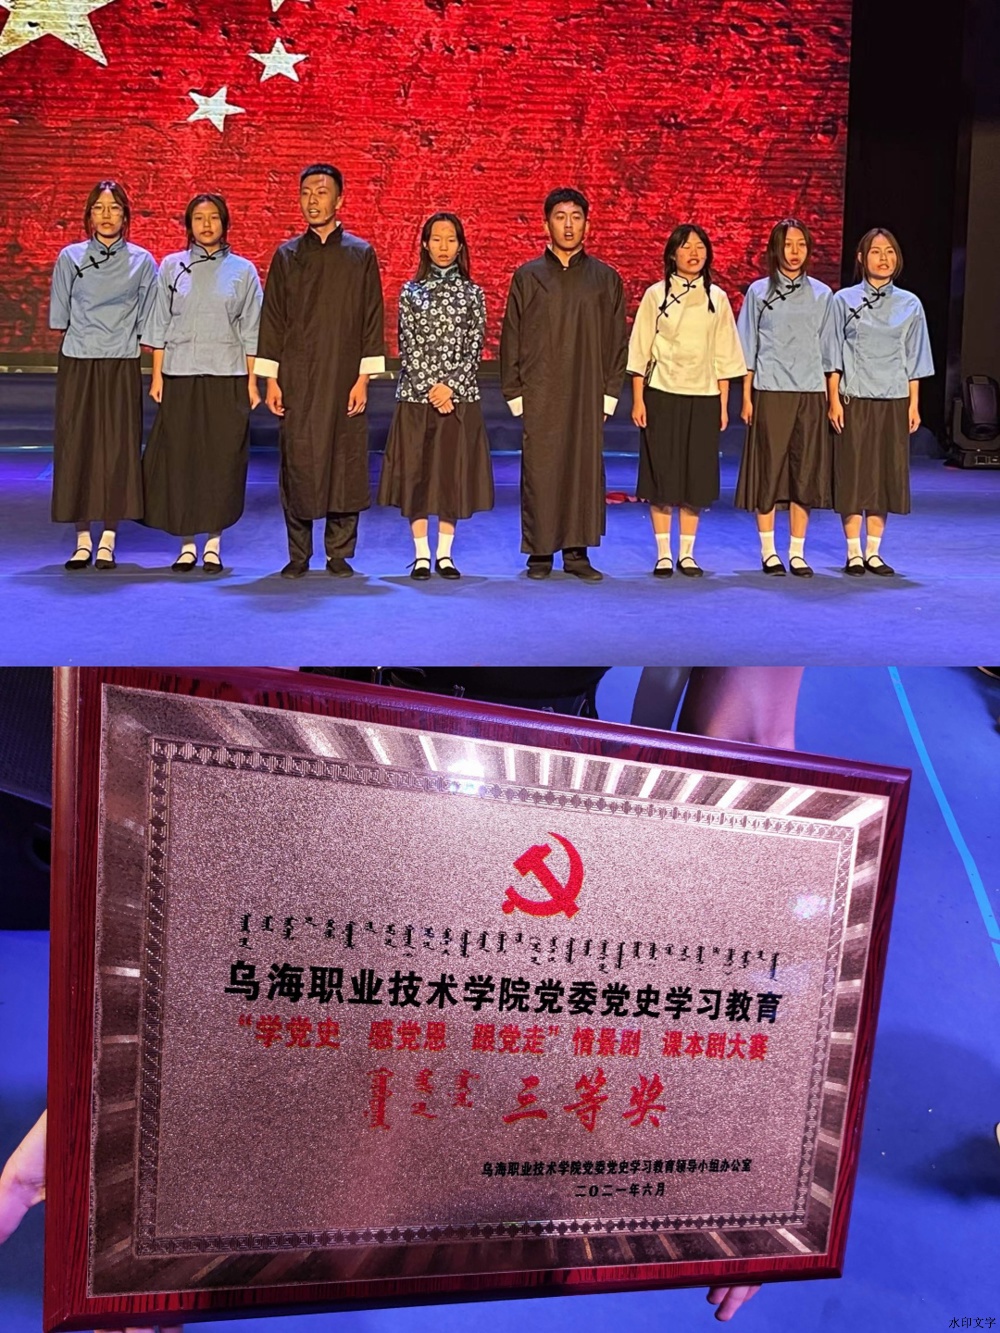 乌海职业技术学院党委党史学习教育
“学党史 感党恩 跟党走”情景剧 课本剧大赛
三等奖
乌海职业技术学院党委党史学习教育领导小组办公室
二〇二一年六月
水印文字